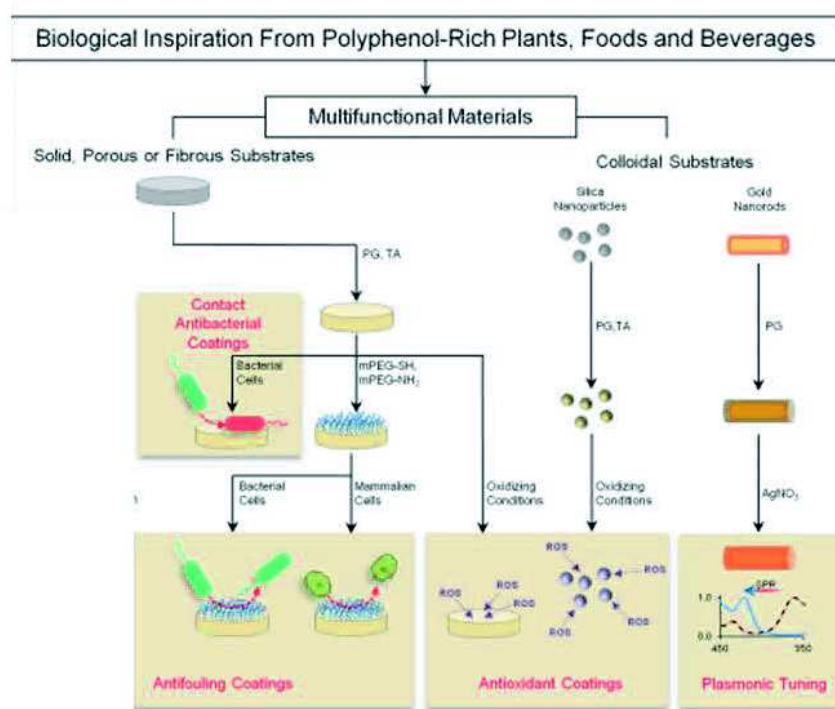 Biological Inspiration From Polyphenol-Rich Plants, Foods and Beverages
Multifunctional Materials
Solid, Porous or Fibrous Substrates
Colloidal Substrates
Silica
Nanoparticles
Gold
Nanorods
PG, TA
PG,TA
PG
Contact
Antibacterial
Coatings
Bacterial
Cells
mPEG-SH,
mPEG-NH₂
Bacterial
Cells
Mammalian
Cells
Oxidizing
Conditions
Oxidizing
Conditions
AgNO₃
ROS
ROS
ROS
ROS
ROS
ROS
ROS
ROS
SPR
1.0
0.0
450
950
Antifouling Coatings
Antioxidant Coatings
Plasmonic Tuning